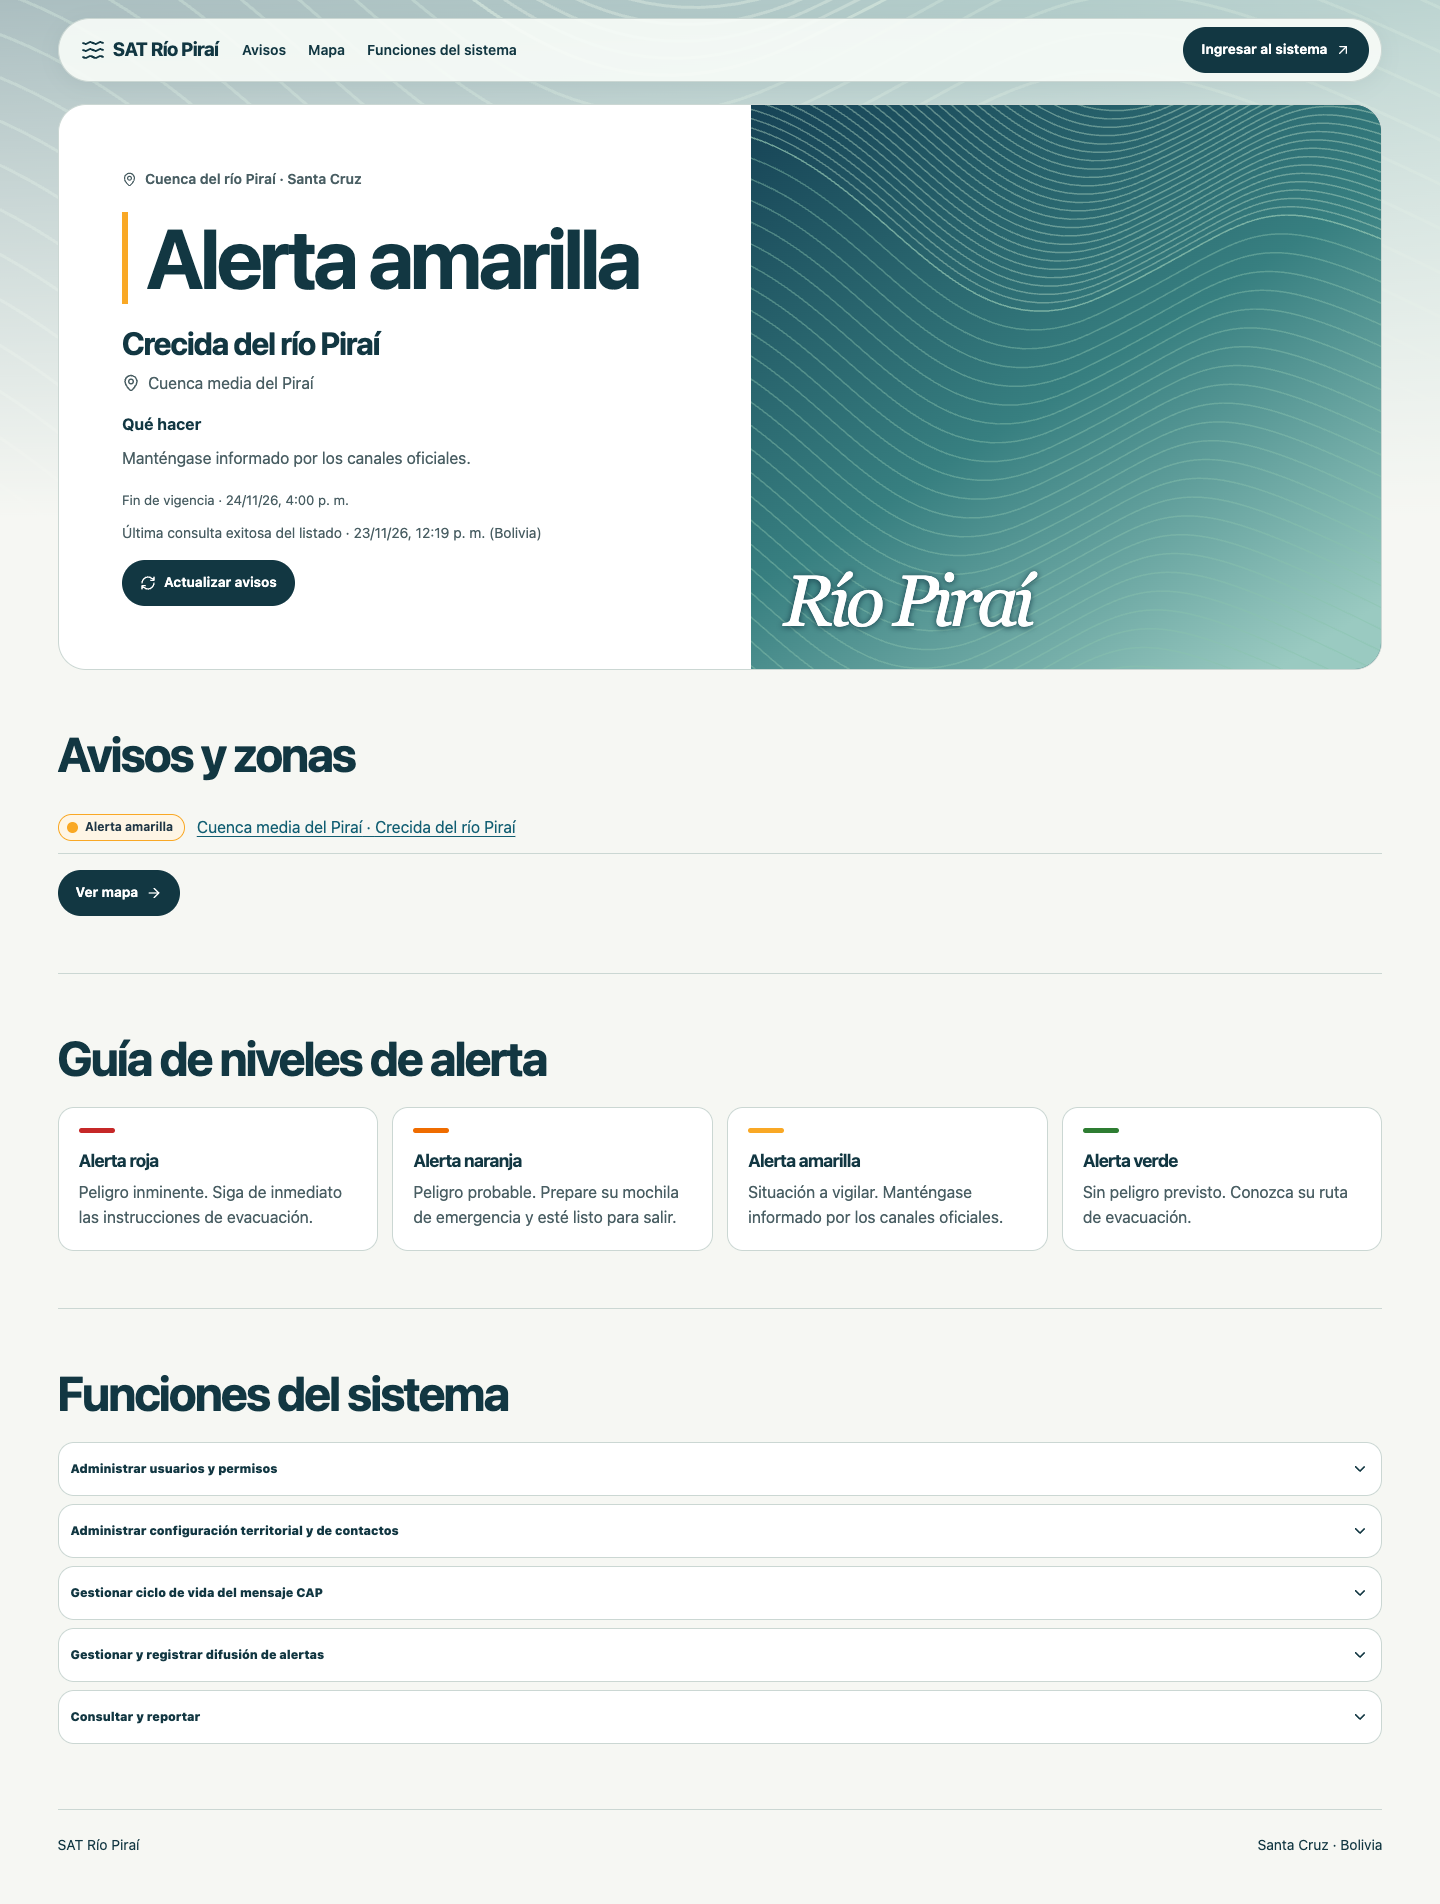 SAT Río Piraí
Avisos
Mapa
Funciones del sistema
Ingresar al sistema
Cuenca del río Piraí · Santa Cruz
Alerta amarilla
Crecida del río Piraí
Cuenca media del Piraí
Qué hacer
Manténgase informado por los canales oficiales.
Fin de vigencia · 24/11/26, 4:00 p. m.
Última consulta exitosa del listado · 23/11/26, 12:19 p. m. (Bolivia)
Actualizar avisos
Río Piraí
Avisos y zonas
Alerta amarilla
Cuenca media del Piraí · Crecida del río Piraí
Ver mapa
Guía de niveles de alerta
Alerta roja
Peligro inminente. Siga de inmediato
las instrucciones de evacuación.
Alerta naranja
Peligro probable. Prepare su mochila
de emergencia y esté listo para salir.
Alerta amarilla
Situación a vigilar. Manténgase
informado por los canales oficiales.
Alerta verde
Sin peligro previsto. Conozca su ruta
de evacuación.
Funciones del sistema
Administrar usuarios y permisos
Administrar configuración territorial y de contactos
Gestionar ciclo de vida del mensaje CAP
Gestionar y registrar difusión de alertas
Consultar y reportar
SAT Río Piraí
Santa Cruz · Bolivia